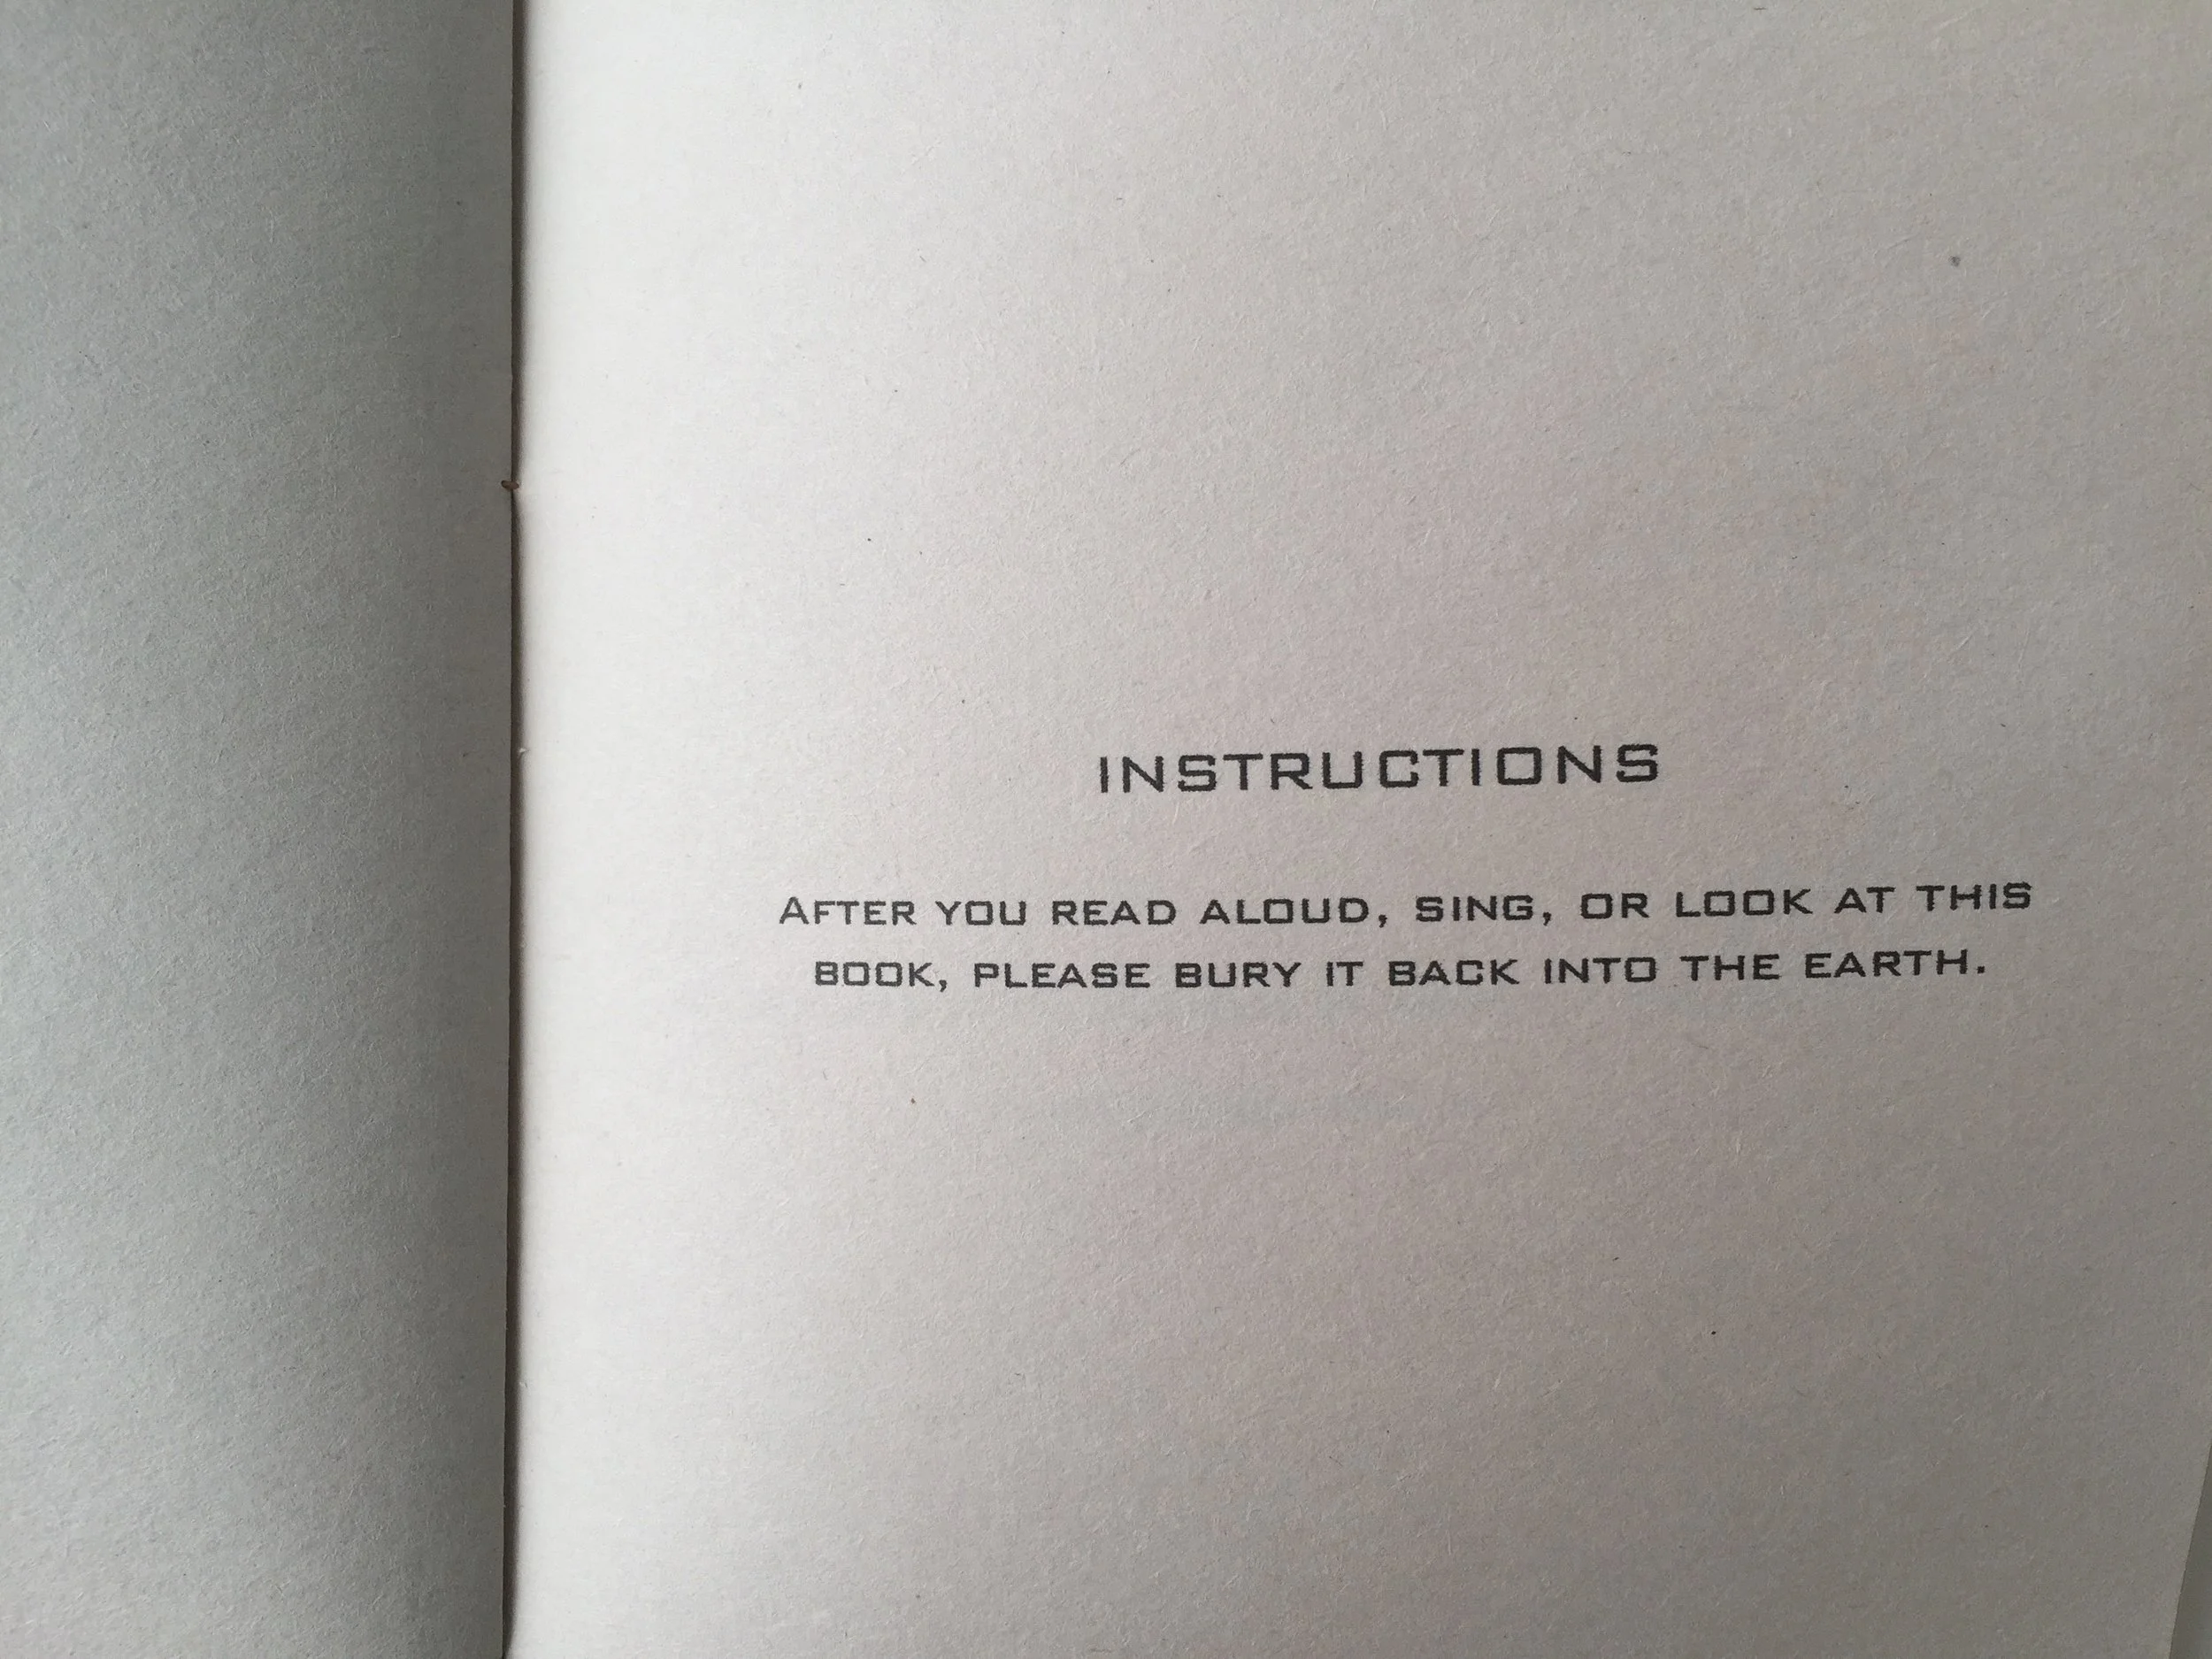 INSTRUCTIONS
AFTER YOU READ ALOUD, SING, OR LOOK AT THIS
BOOK, PLEASE BURY IT BACK INTO THE EARTH.